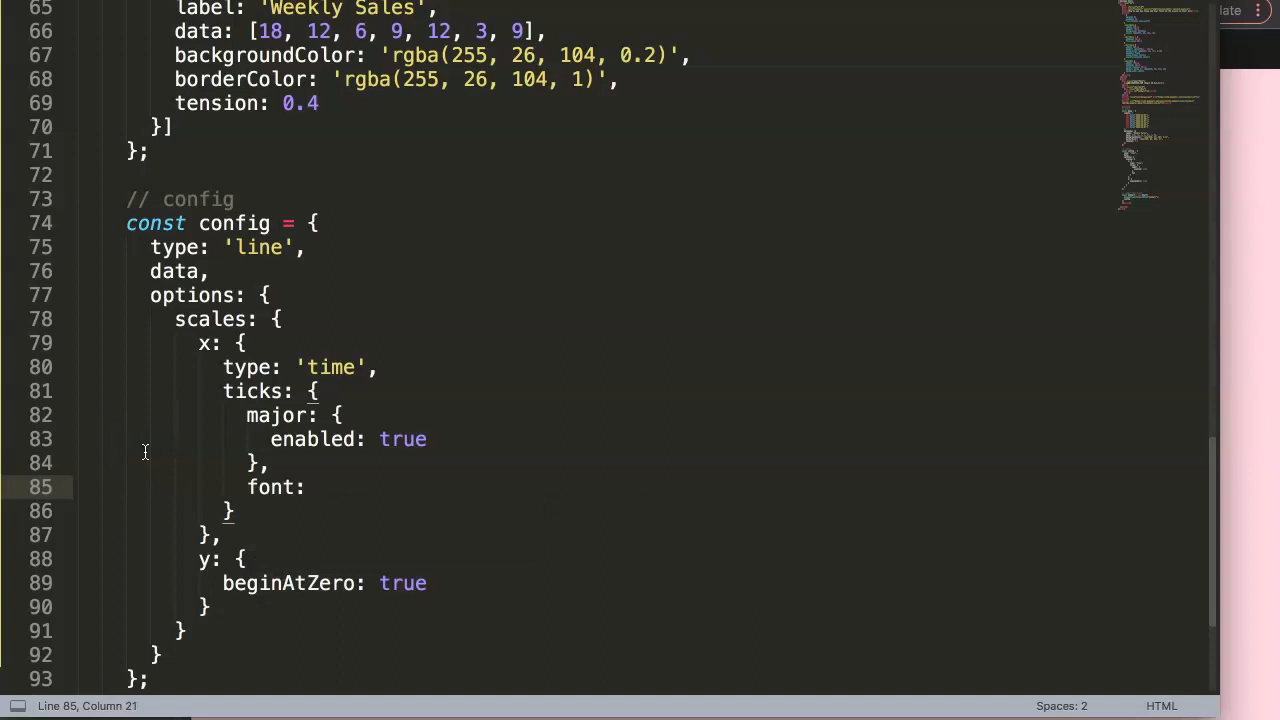 65 label: 'Weekly Sales',
66 data: [18, 12, 6, 9, 12, 3, 9],
67 backgroundColor: 'rgba(255, 26, 104, 0.2)',
68 borderColor: 'rgba(255, 26, 104, 1)',
69 tension: 0.4
70 }]
71 };
72
73 // config
74 const config = {
75 type: 'line',
76 data,
77 options: {
78 scales: {
79 x: {
80 type: 'time',
81 ticks: {
82 major: {
83 enabled: true
84 },
85 font:
86 }
87 },
88 y: {
89 beginAtZero: true
90 }
91 }
92 }
93 };
Line 85, Column 21 Spaces: 2 HTML